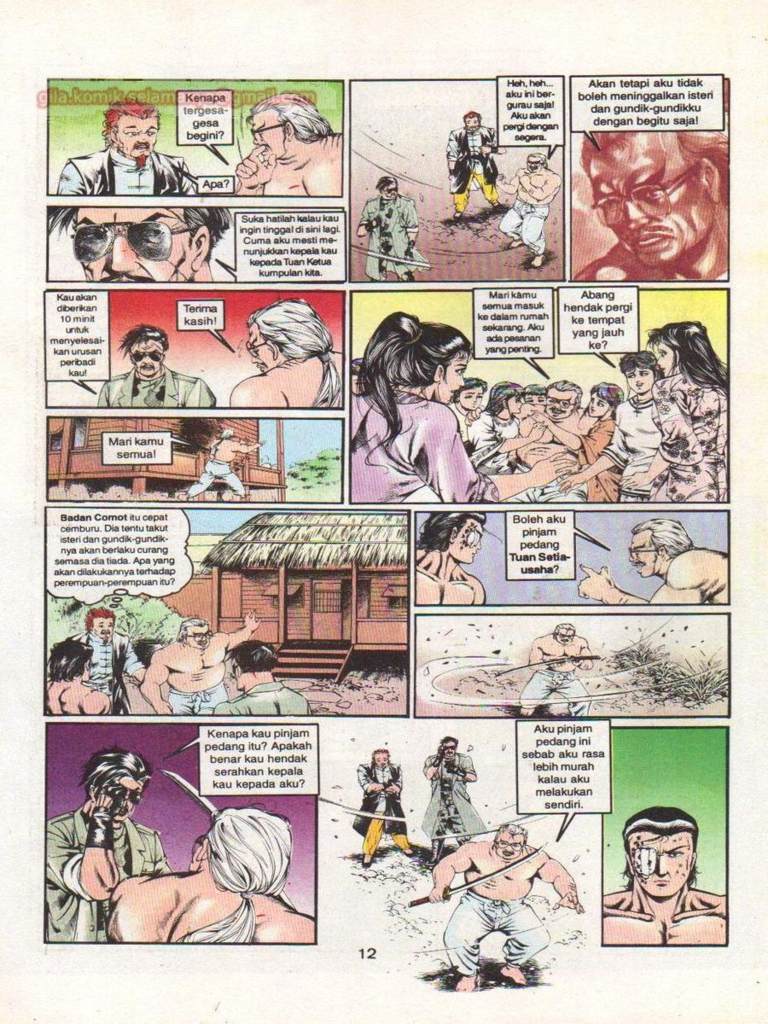 gila.komik.selama@gmail.com
Kenapa
tergesa-
gesa
begini?
Apa?
Heh, heh...
aku ini ber-
gurau saja!
Aku akan
pergi dengan
segera.
Akan tetapi aku tidak
boleh meninggalkan isteri
dan gundik-gundikku
dengan begitu saja!
Suka hatilah kalau kau
ingin tinggal di sini lagi.
Cuma aku mesti me-
nunjukkan kepala kau
kepada Tuan Ketua
kumpulan kita.
Kau akan
diberikan
10 minit
untuk
menyelesai-
kan urusan
peribadi
kau!
Terima
kasih!
Mari kamu
semua!
Mari kamu
semua masuk
ke dalam rumah
sekarang. Aku
ada pesanan
yang penting.
Abang
hendak pergi
ke tempat
yang jauh
ke?
Badan Comot itu cepat
cemburu. Dia tentu takut
isteri dan gundik-gundik-
nya akan berlaku curang
semasa dia tiada. Apa yang
akan dilakukannya terhadap
perempuan-perempuan itu?
Boleh aku
pinjam
pedang
Tuan Setia-
usaha?
Kenapa kau pinjam
pedang itu? Apakah
benar kau hendak
serahkan kepala
kau kepada aku?
Aku pinjam
pedang ini
sebab aku rasa
lebih murah
kalau aku
melakukan
sendiri.
12